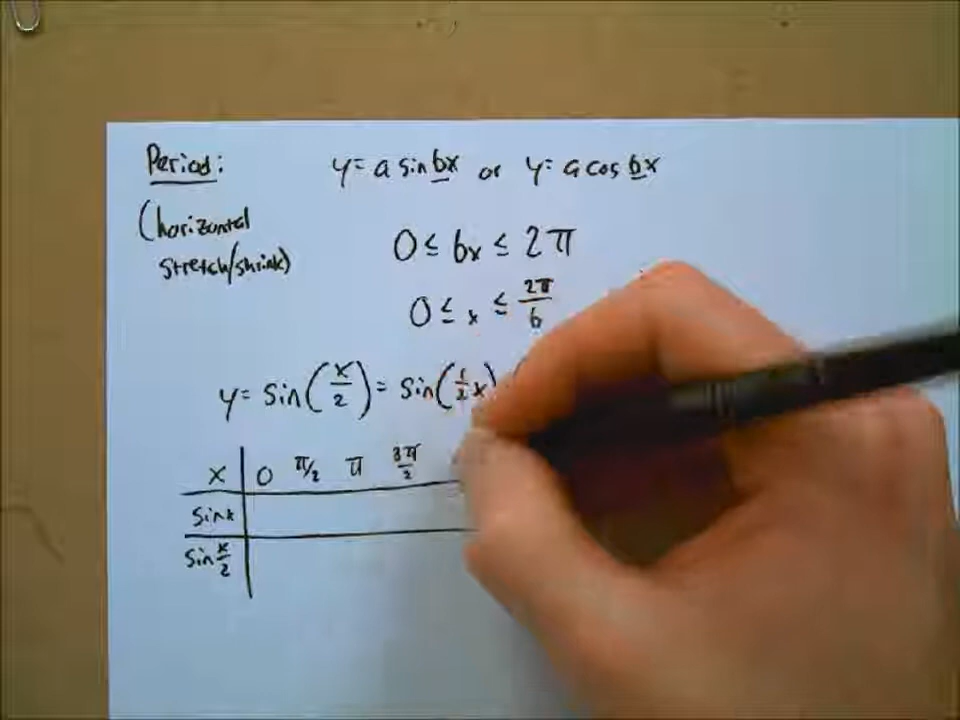 Period: y = a sin bx or y = a cos bx
(horizontal
stretch/shrink)
0 ≤ bx ≤ 2π
0 ≤ x ≤ 2π/b
y = sin(x/2) = sin(1/2 x)
x 0 π/2 π 3π/2
sin x
sin x/2